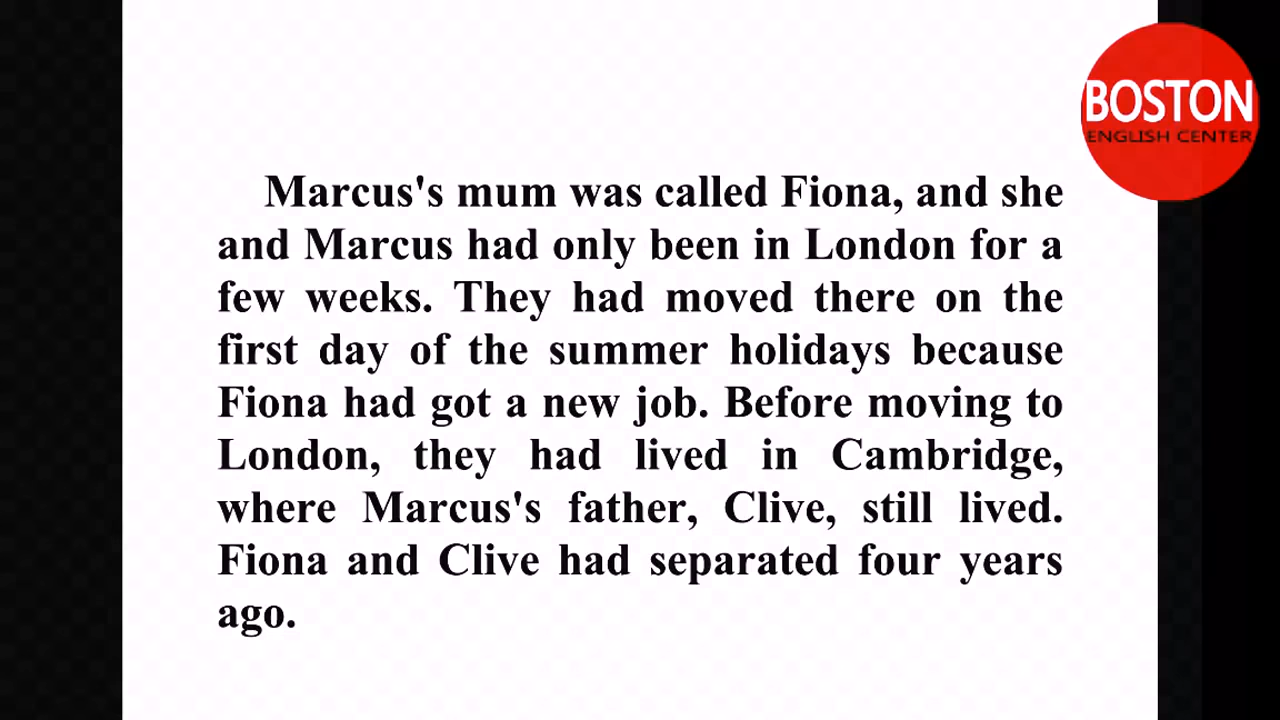 BOSTON
ENGLISH CENTER
Marcus's mum was called Fiona, and she
and Marcus had only been in London for a
few weeks. They had moved there on the
first day of the summer holidays because
Fiona had got a new job. Before moving to
London, they had lived in Cambridge,
where Marcus's father, Clive, still lived.
Fiona and Clive had separated four years
ago.